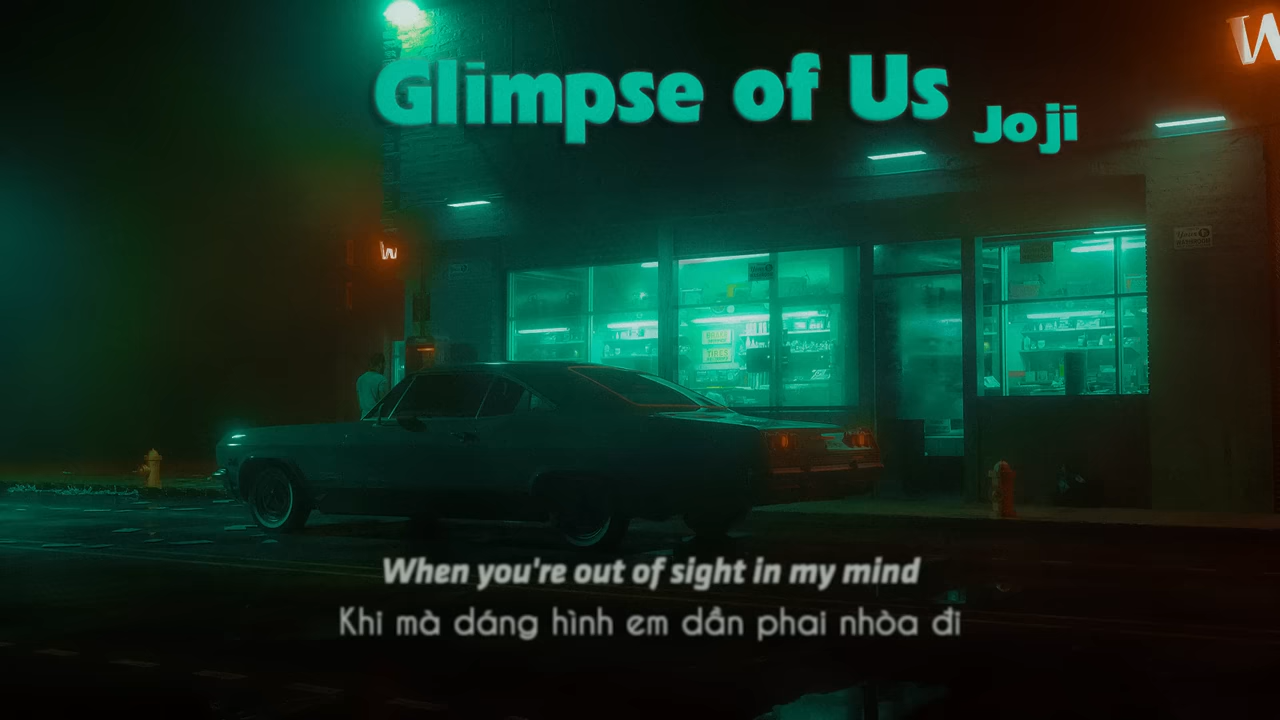 Glimpse of Us
Joji
W
W
When you're out of sight in my mind
Khi mà dáng hình em dần phai nhòa đi